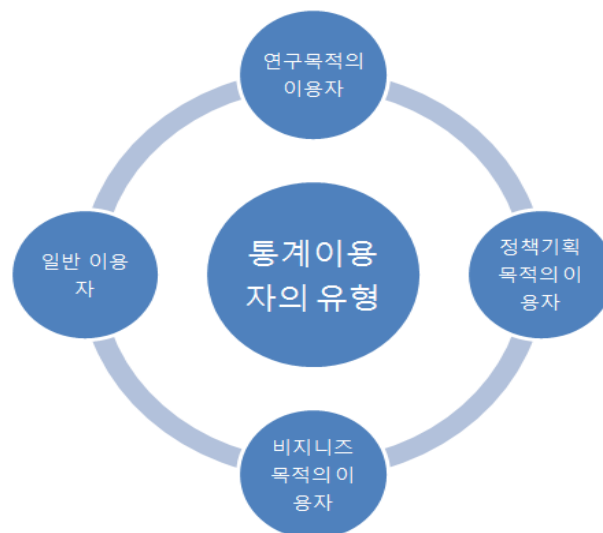 연구목적의
이용자
통계이용
자의 유형
일반 이용
자
정책기획
목적의 이
용자
비지니즈
목적의 이
용자